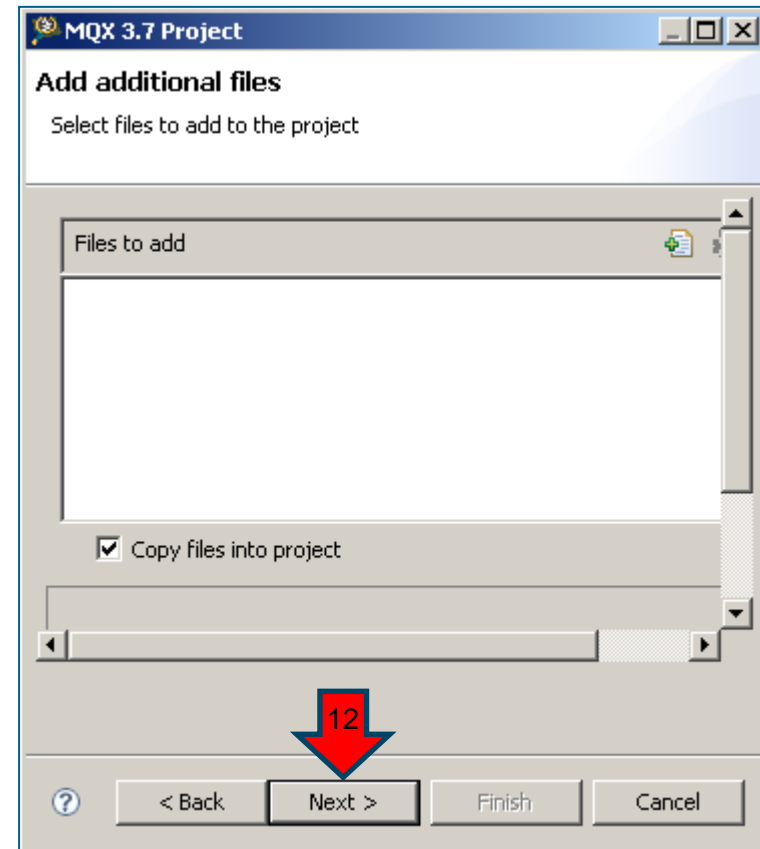 MQX 3.7 Project
Add additional files
Select files to add to the project
Files to add
Copy files into project
12
? < Back Next > Finish Cancel